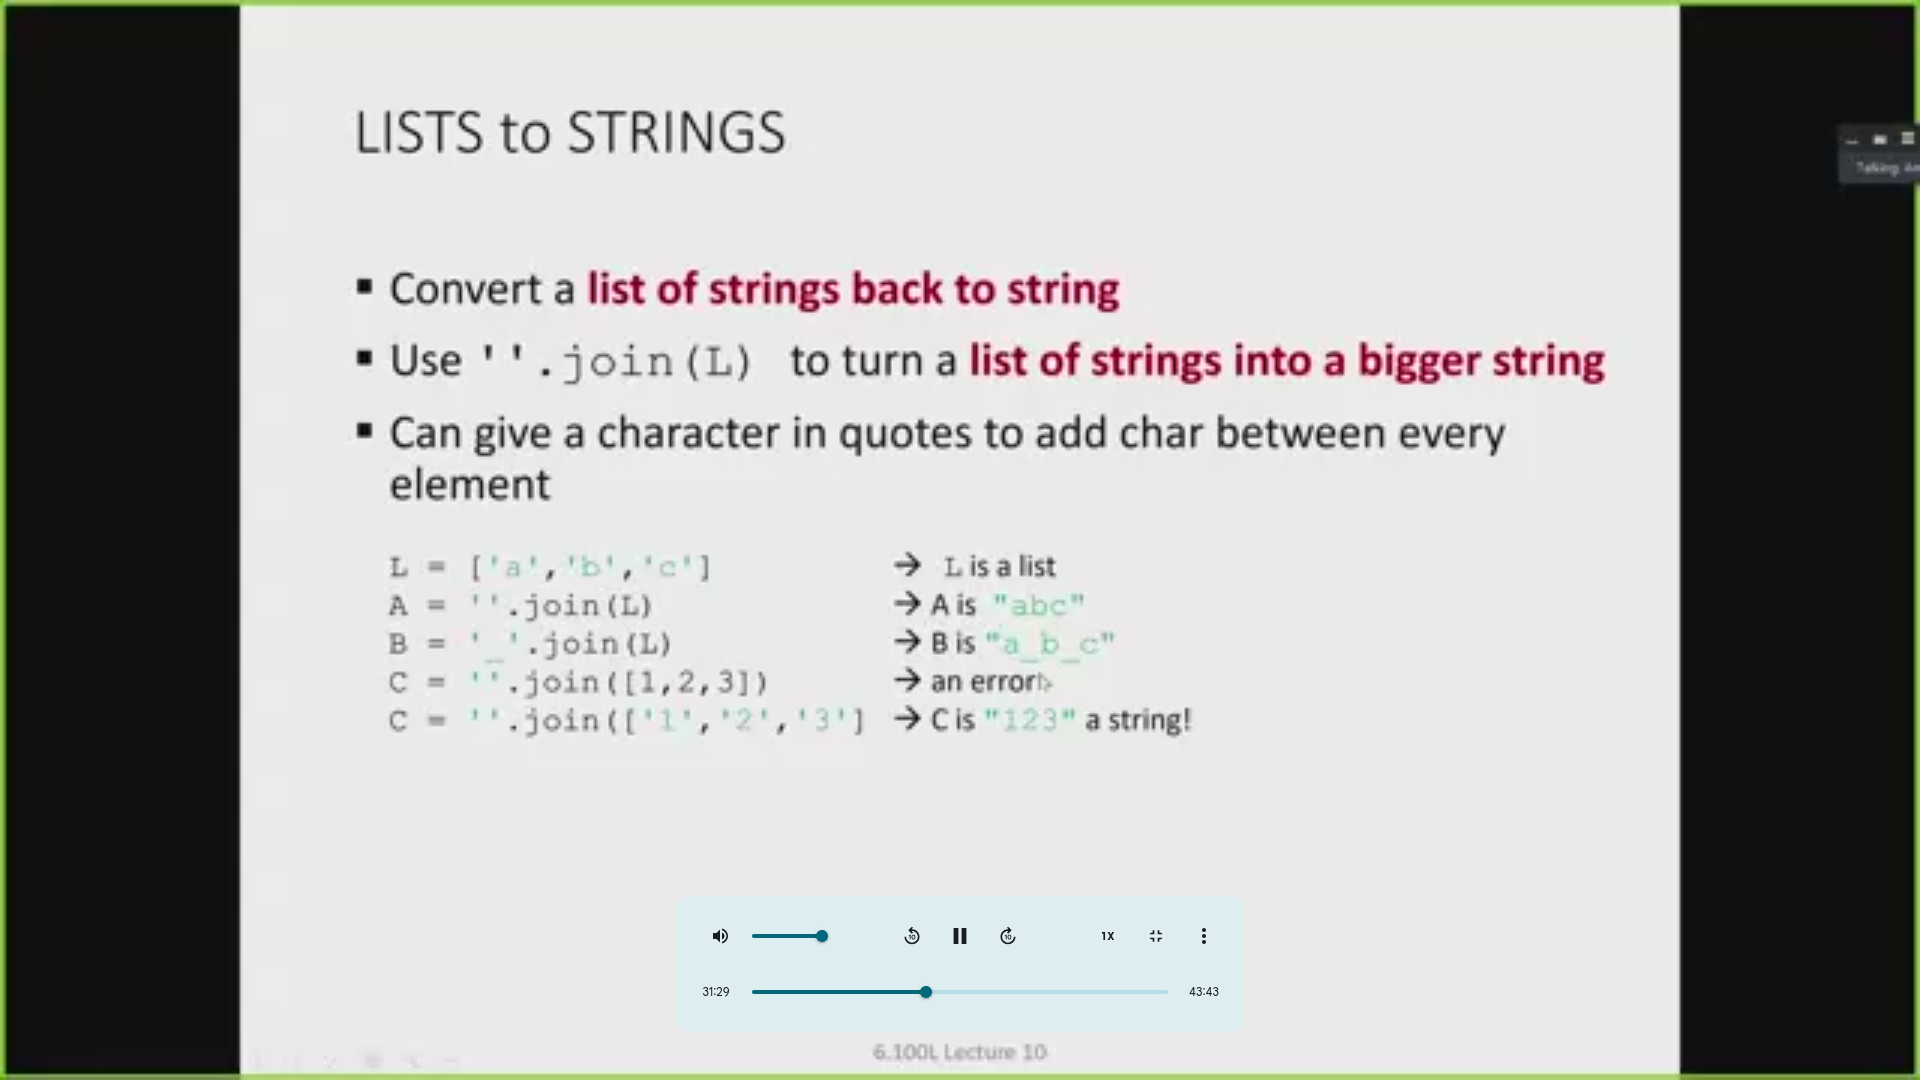 LISTS to STRINGS
▪ Convert a list of strings back to string
▪ Use ''.join(L) to turn a list of strings into a bigger string
▪ Can give a character in quotes to add char between every
element
L = ['a','b','c'] → L is a list
A = ''.join(L) → A is "abc"
B = '_'.join(L) → B is "a_b_c"
C = ''.join([1,2,3]) → an error
C = ''.join(['1','2','3'] → C is "123" a string!
Talking:
10 10 1X
31:29 43:43
6.100L Lecture 10